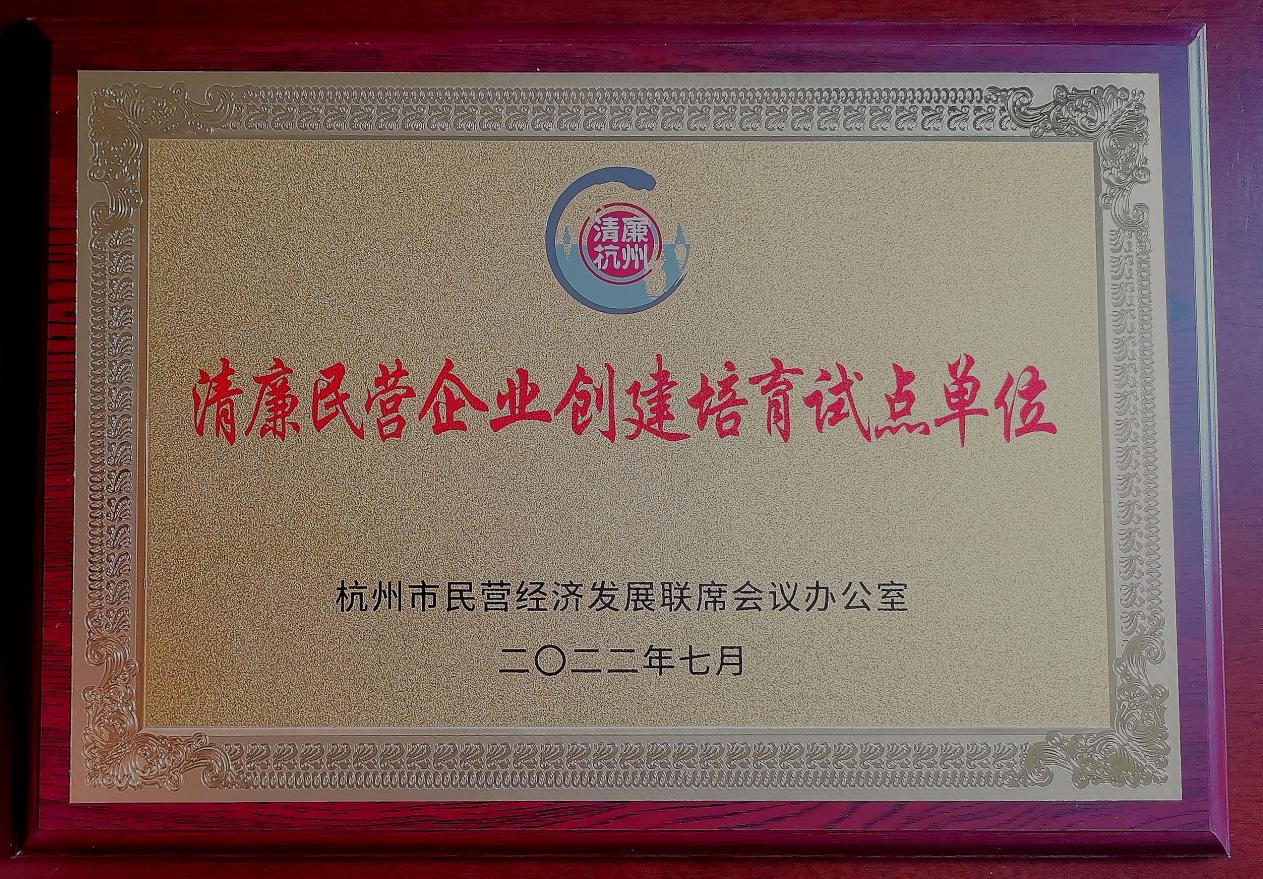 清廉
杭州
清廉民营企业创建培育试点单位
杭州市民营经济发展联席会议办公室
二〇二二年七月